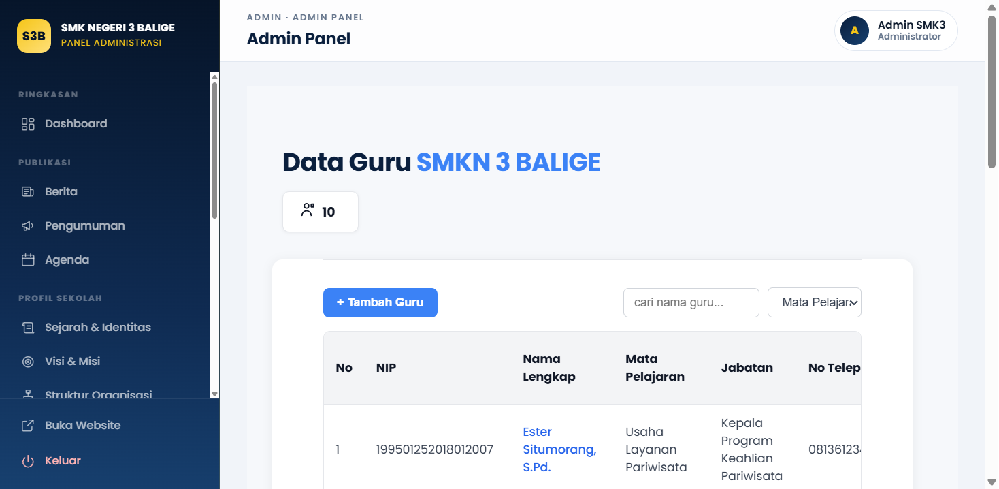 S3B
SMK NEGERI 3 BALIGE
PANEL ADMINISTRASI
RINGKASAN
Dashboard
PUBLIKASI
Berita
Pengumuman
Agenda
PROFIL SEKOLAH
Sejarah & Identitas
Visi & Misi
Struktur Organisasi
Buka Website
Keluar
ADMIN · ADMIN PANEL
Admin Panel
A
Admin SMK3
Administrator
Data Guru SMKN 3 BALIGE
10
+ Tambah Guru
cari nama guru...
Mata Pelajar
No
NIP
Nama
Lengkap
Mata
Pelajaran
Jabatan
No Telep
1
199501252018012007
Ester
Situmorang,
S.Pd.
Usaha
Layanan
Pariwisata
Kepala
Program
Keahlian
Pariwisata
081361234